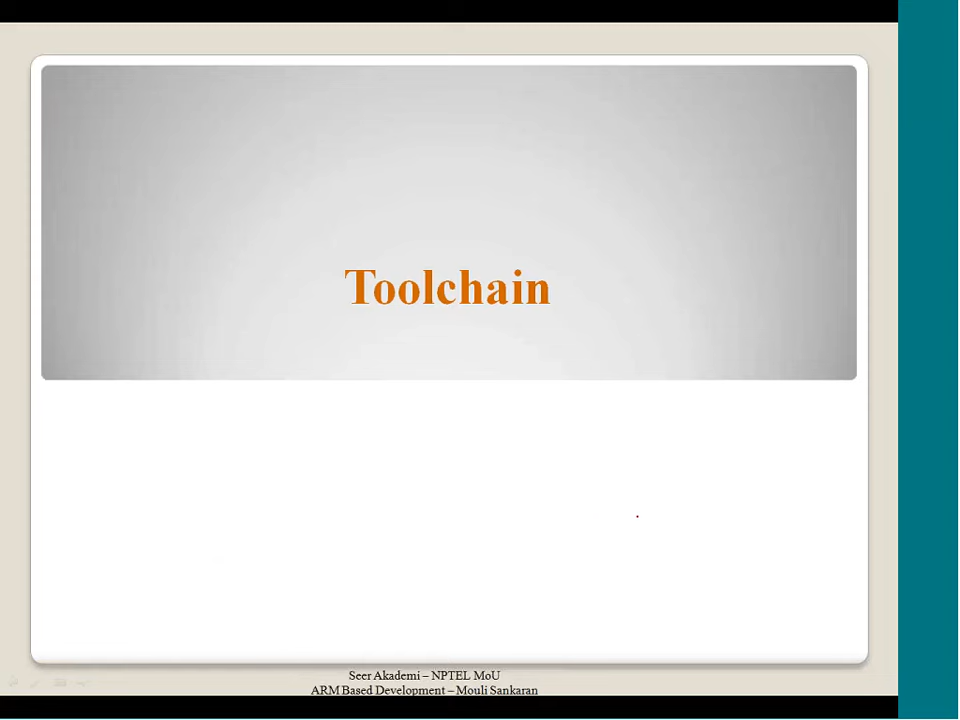 Toolchain
Seer Akademi – NPTEL MoU
ARM Based Development – Mouli Sankaran